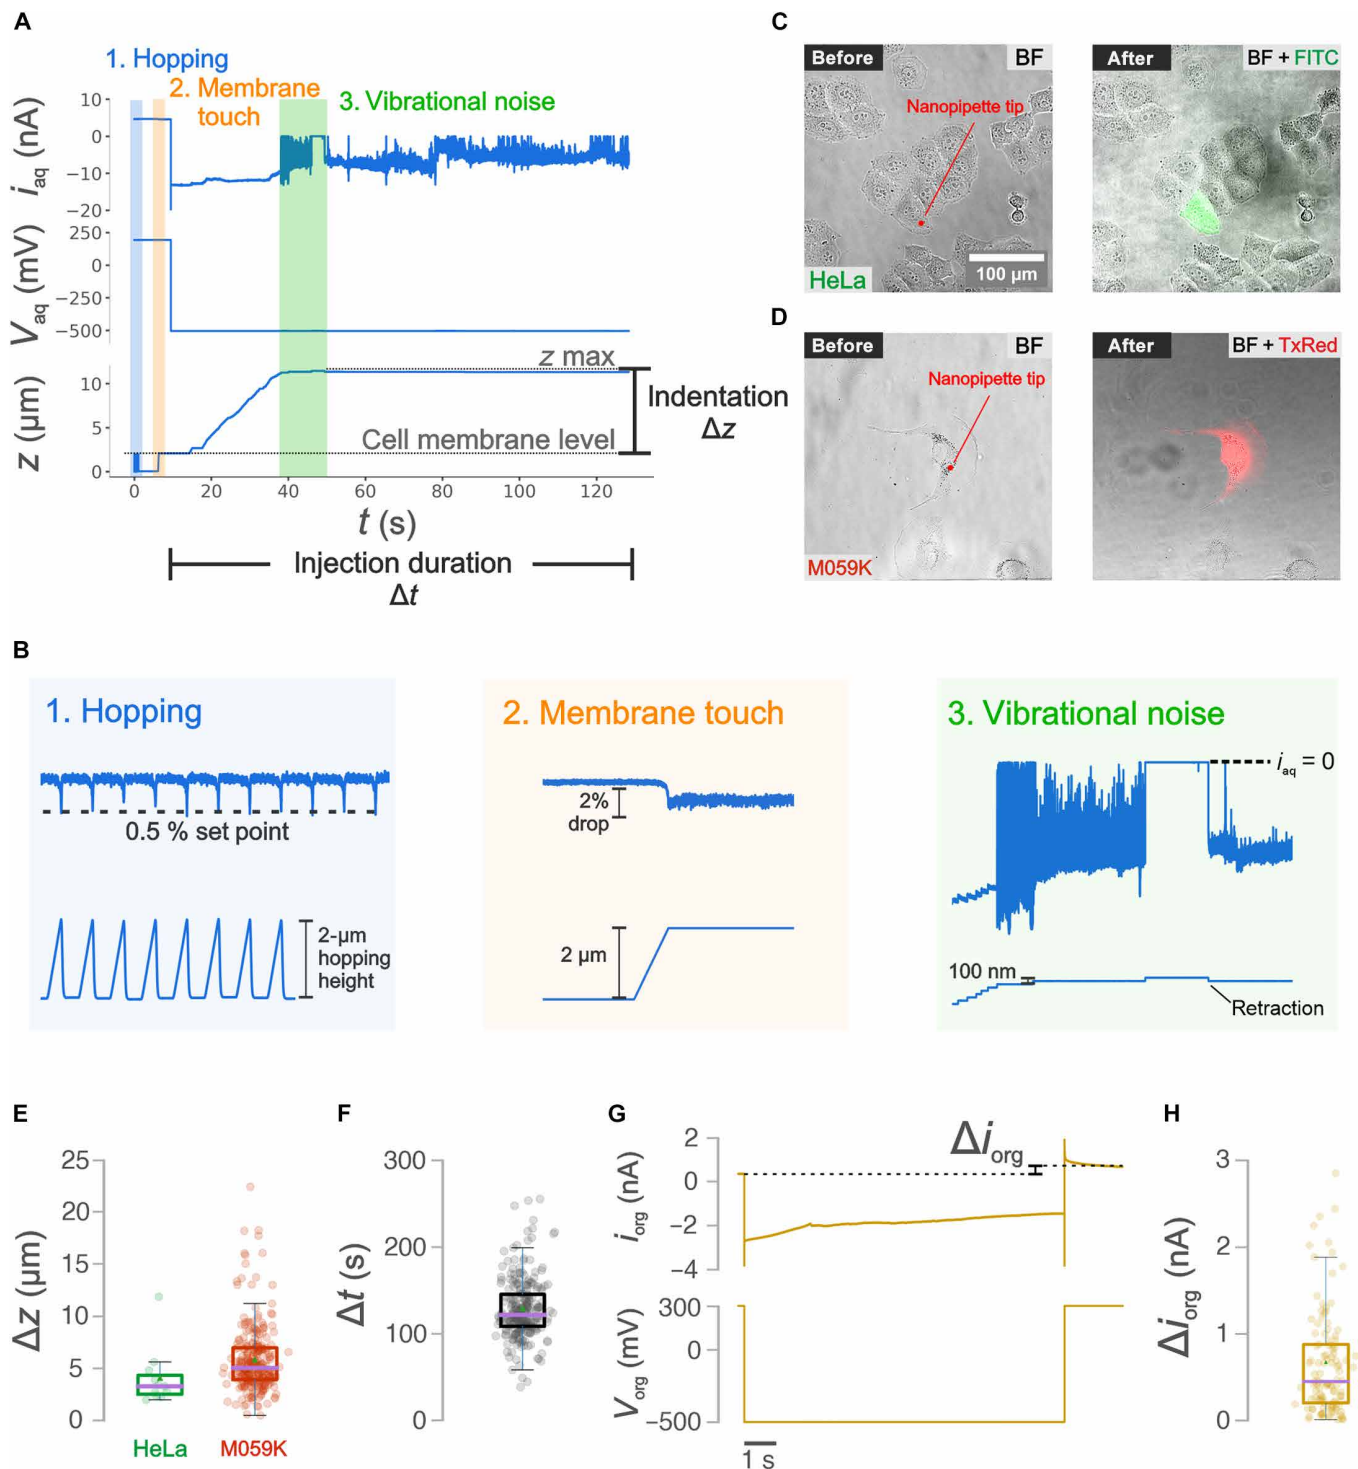 A
1. Hopping
2. Membrane
touch
3. Vibrational noise
i_aq (nA)
10
0
−10
−20
V_aq (mV)
250
0
−250
−500
z (μm)
10
5
0
z max
Cell membrane level
Indentation
Δz
0 20 40 60 80 100 120
t (s)
Injection duration
Δt
C
Before
BF
Nanopipette tip
HeLa
100 μm
After
BF + FITC
D
Before
BF
Nanopipette tip
M059K
After
BF + TxRed
B
1. Hopping
0.5 % set point
2-μm
hopping
height
2. Membrane touch
2%
drop
2 μm
3. Vibrational noise
i_aq = 0
100 nm
Retraction
E
Δz (μm)
25
20
15
10
5
0
HeLa
M059K
F
Δt (s)
300
200
100
0
G
Δi_org
i_org (nA)
2
0
−2
−4
V_org (mV)
300
0
−500
1 s
H
Δi_org (nA)
3
2
1
0